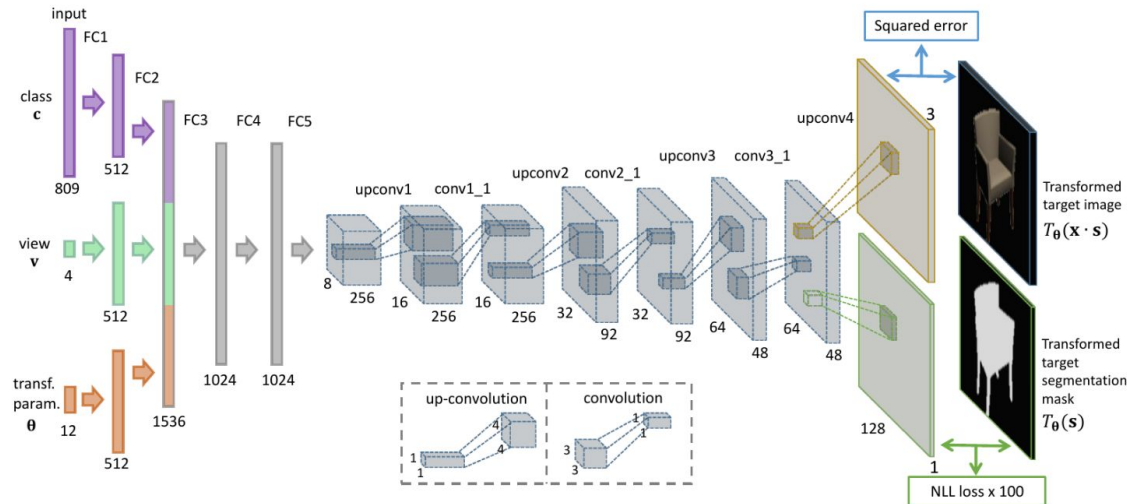 input
FC1
FC2
class
c
809
512
view
v
4
512
transf.
param.
θ
12
512
1536
FC3
FC4
FC5
1024
1024
8
256
upconv1
16
256
conv1_1
16
256
upconv2
32
92
conv2_1
32
92
upconv3
64
48
conv3_1
64
48
upconv4
3
128
1
Squared error
Transformed
target image
T_θ(x · s)
Transformed
target
segmentation
mask
T_θ(s)
NLL loss x 100
up-convolution
1
1
4
4
convolution
3
3
1
1